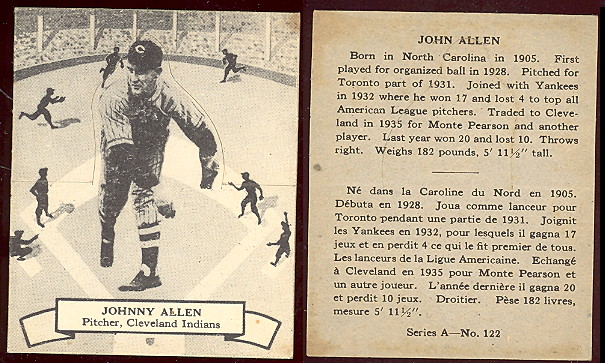 C
JOHNNY ALLEN
Pitcher, Cleveland Indians
JOHN ALLEN
Born in North Carolina in 1905. First
played for organized ball in 1928. Pitched for
Toronto part of 1931. Joined with Yankees
in 1932 where he won 17 and lost 4 to top all
American League pitchers. Traded to Cleve-
land in 1935 for Monte Pearson and another
player. Last year won 20 and lost 10. Throws
right. Weighs 182 pounds, 5' 11½" tall.
Né dans la Caroline du Nord en 1905.
Débuta en 1928. Joua comme lanceur pour
Toronto pendant une partie de 1931. Joignit
les Yankees en 1932, pour lesquels il gagna 17
jeux et en perdit 4 ce qui le fit premier de tous.
Les lanceurs de la Ligue Americaine. Echangé
à Cleveland en 1935 pour Monte Pearson et
un autre joueur. L'année dernière il gagna 20
et perdit 10 jeux. Droitier. Pèse 182 livres,
mesure 5' 11½".
Series A—No. 122